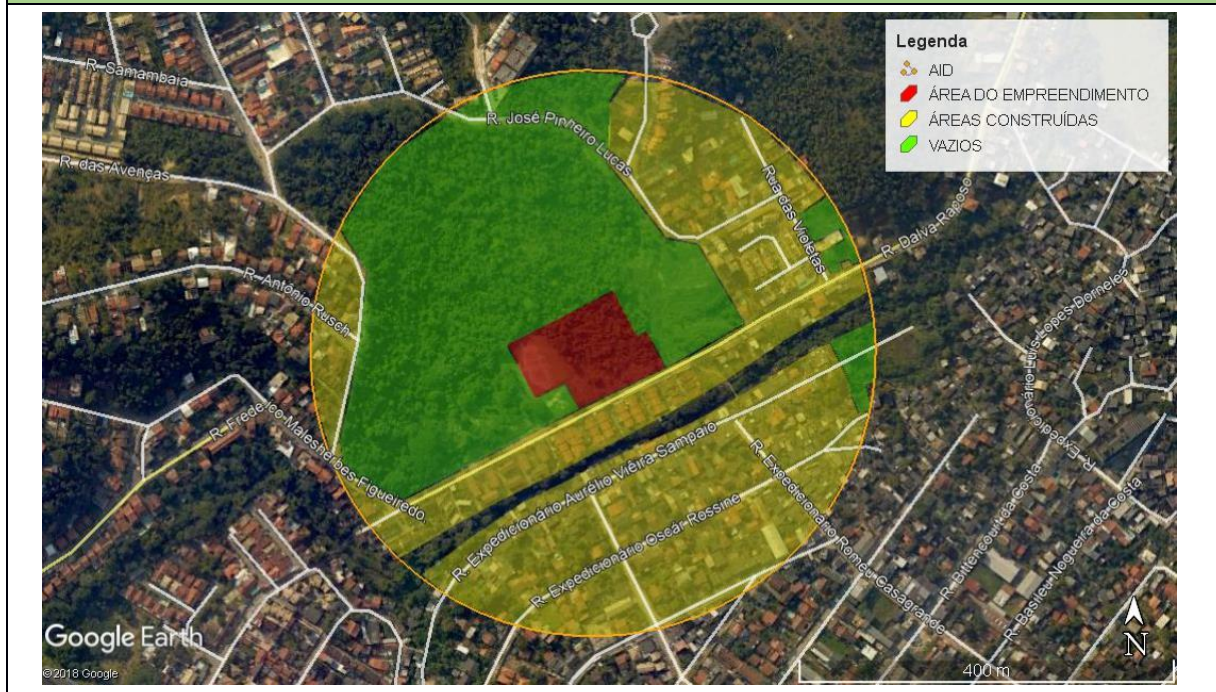 Legenda
AID
ÁREA DO EMPREENDIMENTO
ÁREAS CONSTRUÍDAS
VAZIOS
R. Samambaia
R. José Pinheiro Lucas
R. das Avenças
Rua das Violetas
R. Dalva Raposo
R. Antônio Rusch
R. Expedicionário Luís Lopes Dorneles
R. Frederico Malesherbes Figueiredo
R. Expedicionário Aurélio Vieira Sampaio
R. Expedicionário Oscár Rossine
R. Expedicionário Romeu Casagrande
R. Bittencourt da Costa
R. Basileu Nogueira da Costa
N
Google Earth
©2018 Google
400 m